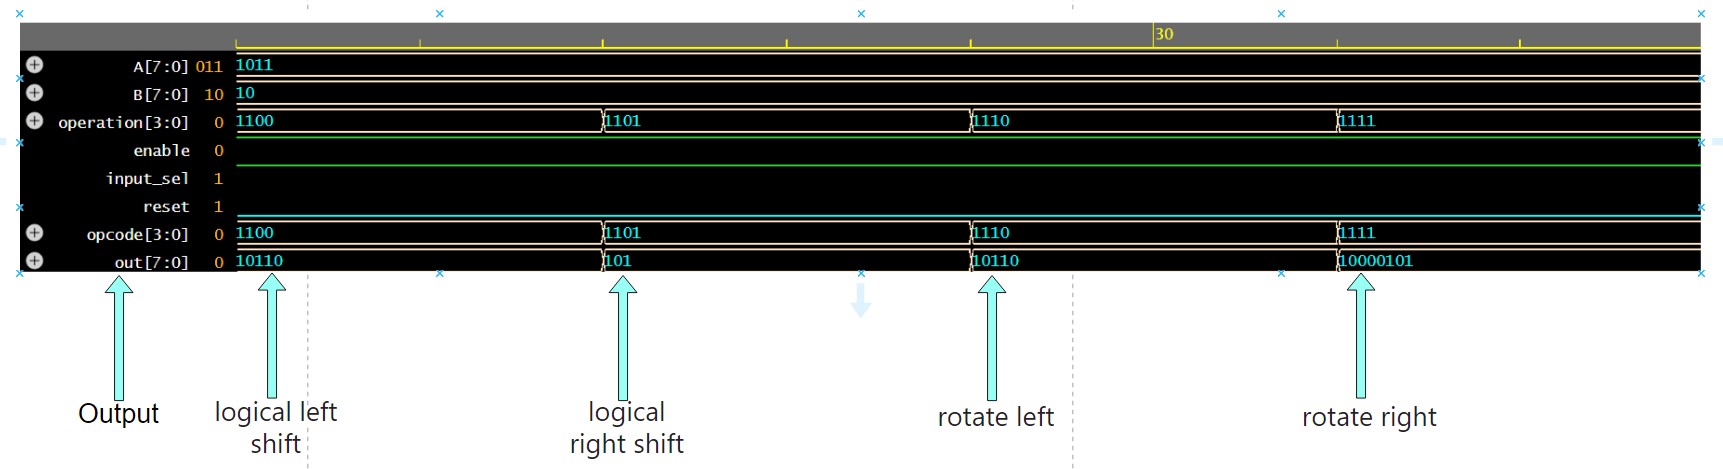 30
A[7:0] 011 1011
B[7:0] 10 10
operation[3:0] 0 1100 1101 1110 1111
enable 0
input_sel 1
reset 1
opcode[3:0] 0 1100 1101 1110 1111
out[7:0] 0 10110 101 10110 10000101
Output
logical left
shift
logical
right shift
rotate left
rotate right